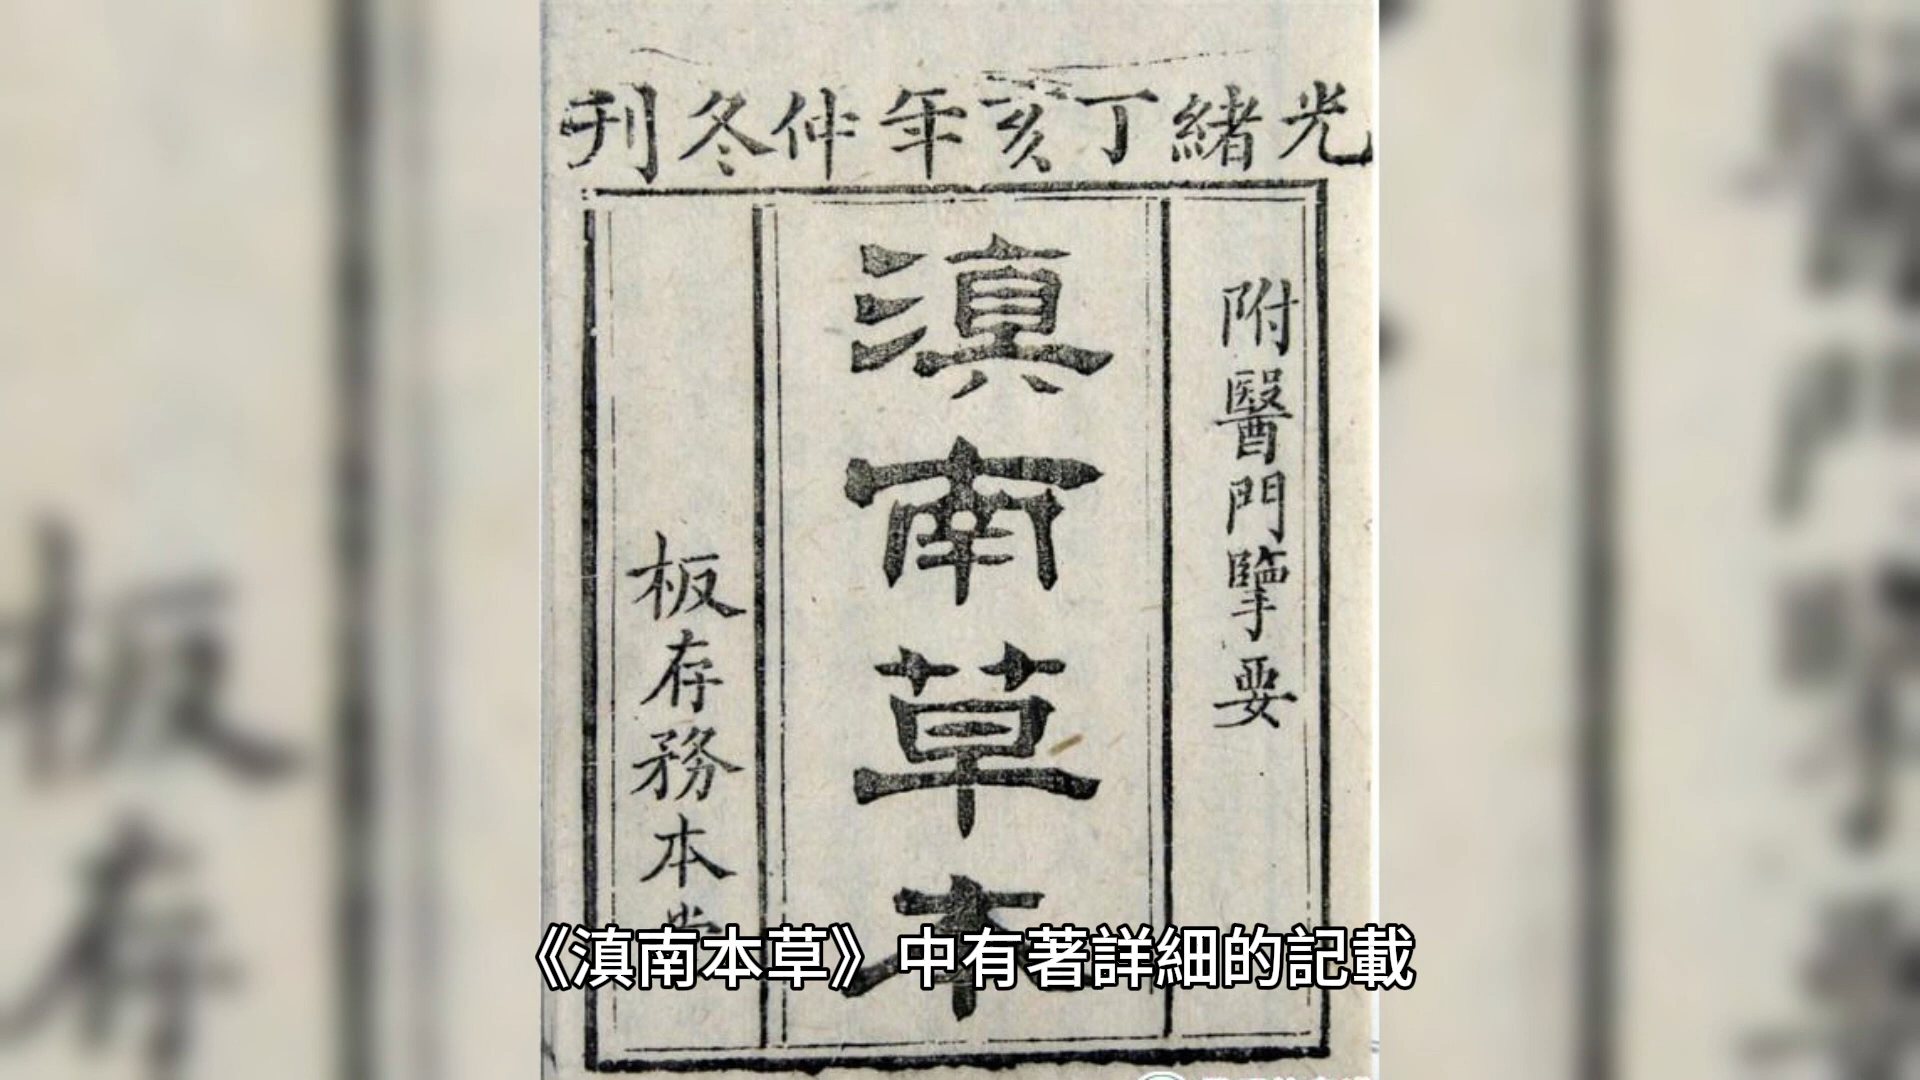 光緒丁亥年仲冬刊
附醫門擥要
滇南草本
板存務本
《滇南本草》中有著詳細的記載